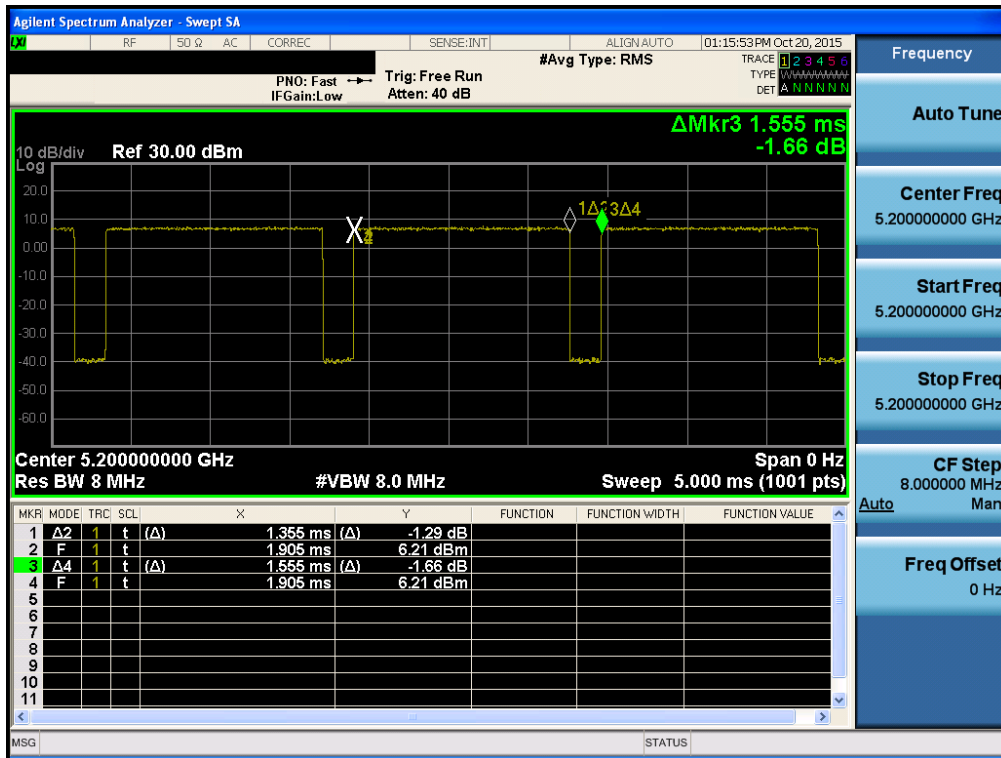 Agilent Spectrum Analyzer - Swept SA
LXI RF 50 Ω AC CORREC SENSE:INT ALIGNAUTO 01:15:53PM Oct 20, 2015
#Avg Type: RMS
TRACE 1 2 3 4 5 6
TYPE
DET A N N N N N
PNO: Fast
IFGain:Low
Trig: Free Run
Atten: 40 dB
ΔMkr3 1.555 ms
-1.66 dB
10 dB/div Ref 30.00 dBm
Log
20.0
10.0
0.00
-10.0
-20.0
-30.0
-40.0
-50.0
-60.0
3Δ4
Center 5.200000000 GHz Span 0 Hz
Res BW 8 MHz #VBW 8.0 MHz Sweep 5.000 ms (1001 pts)
MKR MODE TRC SCL X Y FUNCTION FUNCTION WIDTH FUNCTION VALUE
1 Δ2 1 t (Δ) 1.355 ms (Δ) -1.29 dB
2 F 1 t 1.905 ms 6.21 dBm
3 Δ4 1 t (Δ) 1.555 ms (Δ) -1.66 dB
4 F 1 t 1.905 ms 6.21 dBm
5
6
7
8
9
10
11
MSG STATUS
Frequency
Auto Tune
Center Freq
5.200000000 GHz
Start Freq
5.200000000 GHz
Stop Freq
5.200000000 GHz
CF Step
8.000000 MHz
Auto Man
Freq Offset
0 Hz